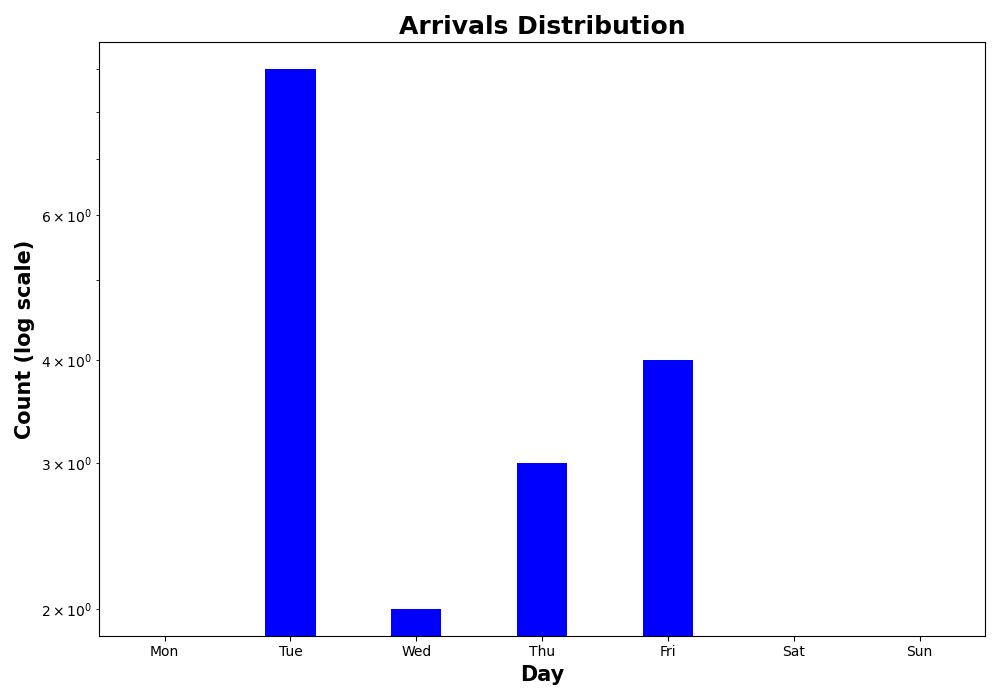 Arrivals Distribution
Count (log scale)
6 × 10⁰
4 × 10⁰
3 × 10⁰
2 × 10⁰
Mon Tue Wed Thu Fri Sat Sun
Day